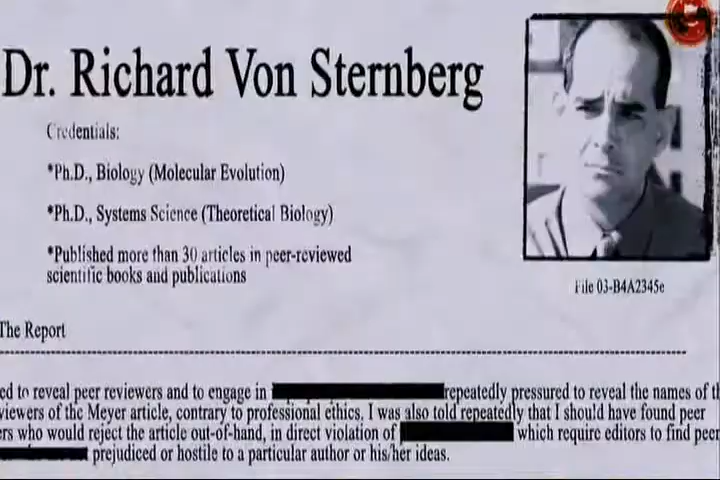 Dr. Richard Von Sternberg
Credentials:
*Ph.D., Biology (Molecular Evolution)
*Ph.D., Systems Science (Theoretical Biology)
*Published more than 30 articles in peer-reviewed
scientific books and publications
File 03-B4A2345e
The Report
ed to reveal peer reviewers and to engage in repeatedly pressured to reveal the names of
viewers of the Meyer article, contrary to professional ethics. I was also told repeatedly that I should have found peer
ers who would reject the article out-of-hand, in direct violation of which require editors to find peer
prejudiced or hostile to a particular author or his/her ideas.